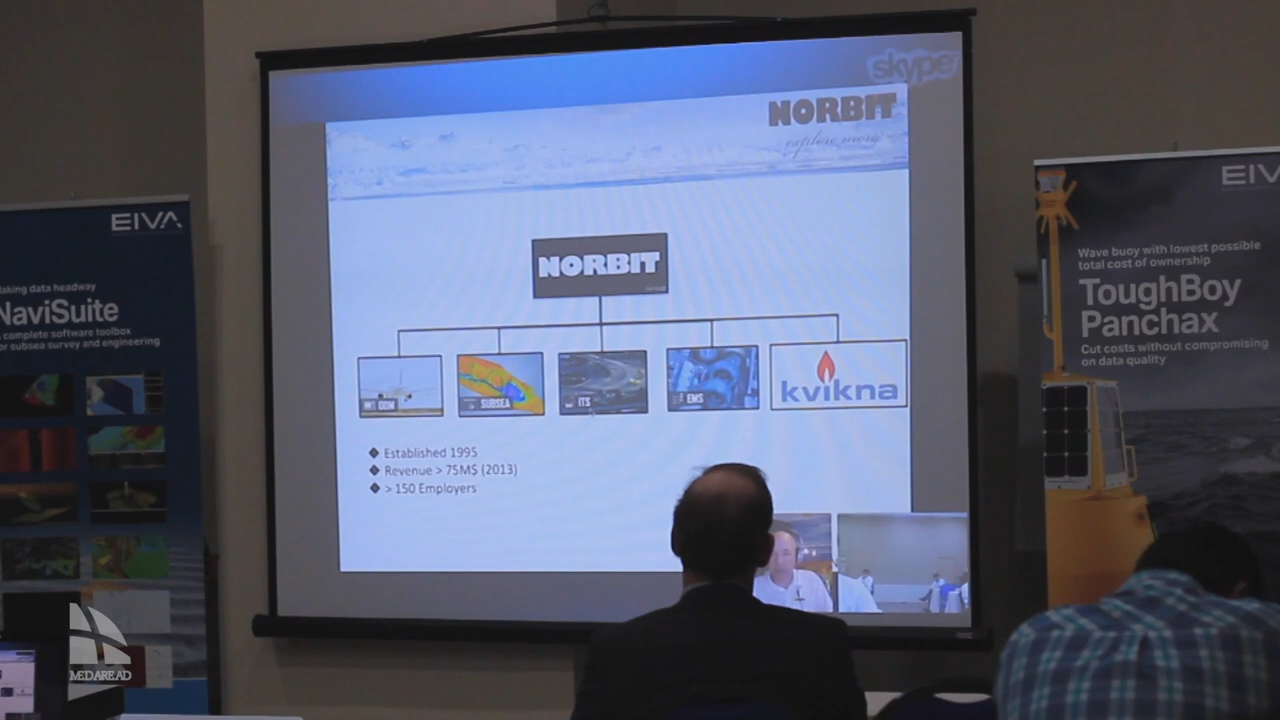 skype
NORBIT
explore more
NORBIT
ODM
SUBSEA
ITS
EMS
kvikna
Established 1995
Revenue > 75M$ (2013)
> 150 Employers
EIVA
aking data headway
NaviSuite
complete software toolbox
or subsea survey and engineering
EIV
Wave buoy with lowest possible
total cost of ownership
ToughBoy
Panchax
Cut costs without compromising
on data quality
MEDAREAD